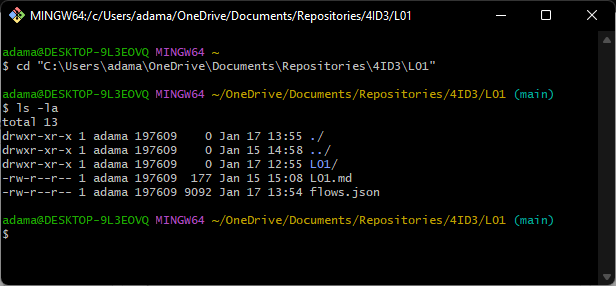 MINGW64:/c/Users/adama/OneDrive/Documents/Repositories/4ID3/L01
adama@DESKTOP-9L3EOVQ MINGW64 ~
$ cd "C:\Users\adama\OneDrive\Documents\Repositories\4ID3\L01"
adama@DESKTOP-9L3EOVQ MINGW64 ~/OneDrive/Documents/Repositories/4ID3/L01 (main)
$ ls -la
total 13
drwxr-xr-x 1 adama 197609    0 Jan 17 13:55 ./
drwxr-xr-x 1 adama 197609    0 Jan 15 14:58 ../
drwxr-xr-x 1 adama 197609    0 Jan 17 12:55 L01/
-rw-r--r-- 1 adama 197609  177 Jan 15 15:08 L01.md
-rw-r--r-- 1 adama 197609 9092 Jan 17 13:54 flows.json
adama@DESKTOP-9L3EOVQ MINGW64 ~/OneDrive/Documents/Repositories/4ID3/L01 (main)
$